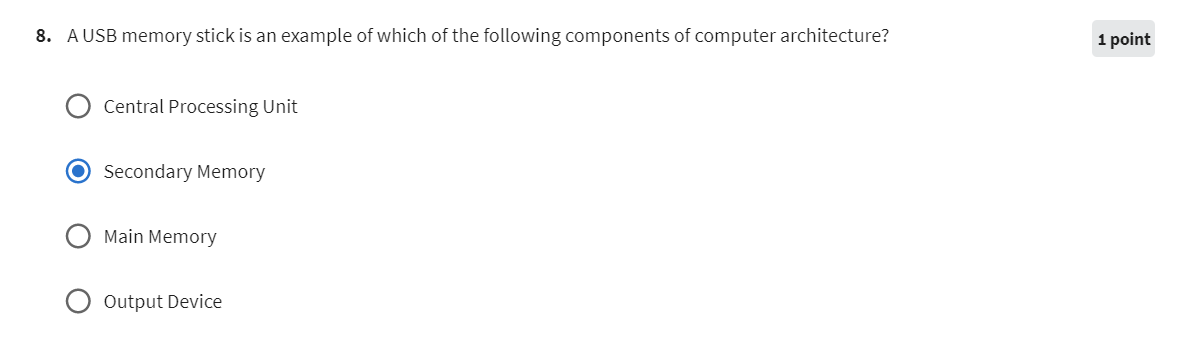 8. A USB memory stick is an example of which of the following components of computer architecture?
1 point
Central Processing Unit
Secondary Memory
Main Memory
Output Device